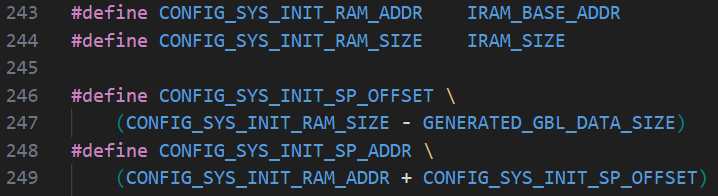 243 #define CONFIG_SYS_INIT_RAM_ADDR    IRAM_BASE_ADDR
244 #define CONFIG_SYS_INIT_RAM_SIZE    IRAM_SIZE
245
246 #define CONFIG_SYS_INIT_SP_OFFSET \
247     (CONFIG_SYS_INIT_RAM_SIZE - GENERATED_GBL_DATA_SIZE)
248 #define CONFIG_SYS_INIT_SP_ADDR \
249     (CONFIG_SYS_INIT_RAM_ADDR + CONFIG_SYS_INIT_SP_OFFSET)